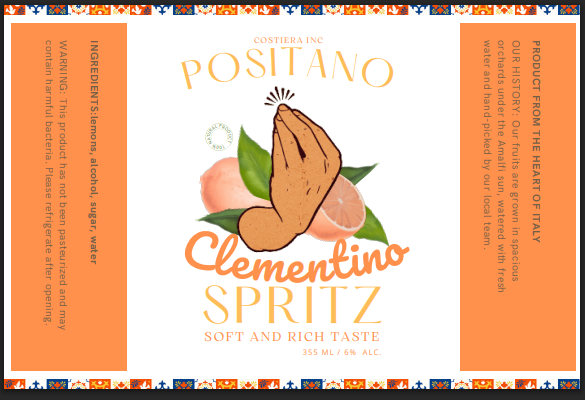 INGREDIENTS:lemons, alcohol, sugar, water
WARNING: This product has not been pasteurized and may
contain harmful bacteria. Please refrigerate after opening.
COSTIERA INC
POSITANO
NATURAL PRODUCT
100%
Clementino
SPRITZ
SOFT AND RICH TASTE
355 ML / 6% ALC.
PRODUCT FROM THE HEART OF ITALY
OUR HISTORY: Our fruits are grown in spacious
orchards under the Amalfi sun, watered with fresh
water and hand-picked by our local team.